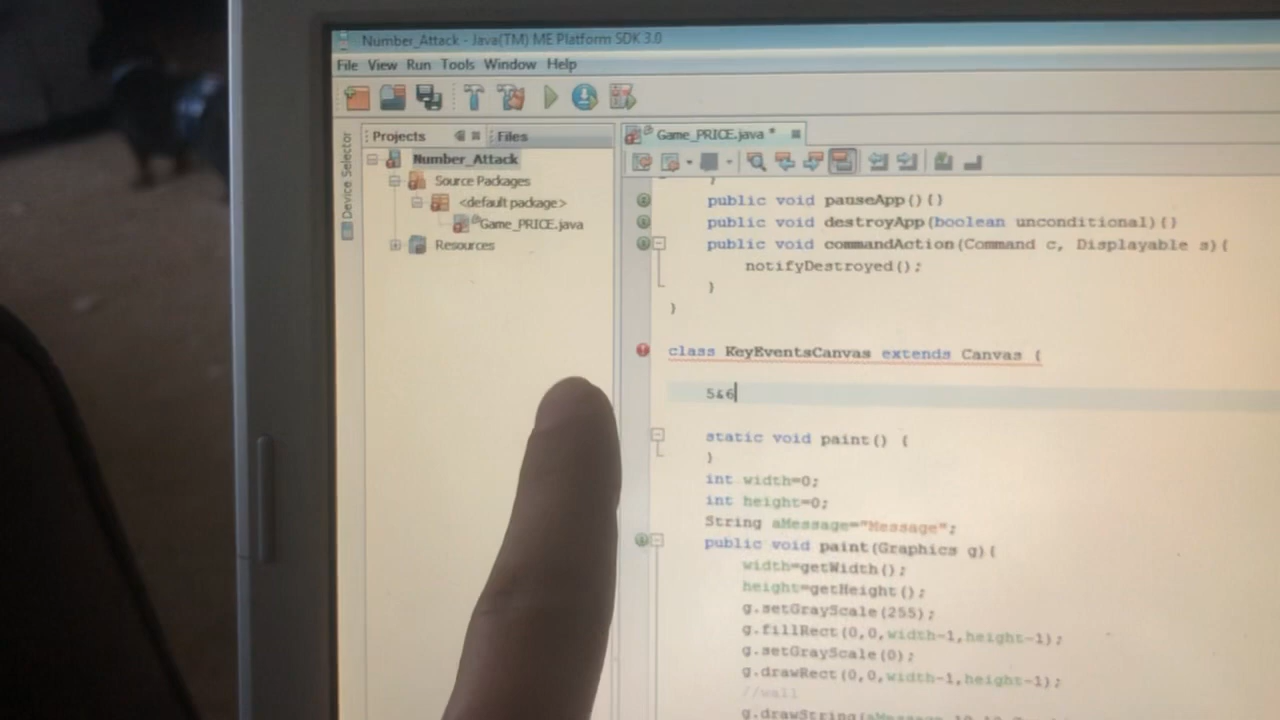 Number_Attack - Java(TM) ME Platform SDK 3.0
File View Run Tools Window Help
Device Selector
Projects
Files
Number_Attack
Source Packages
<default package>
Game_PRICE.java
Resources
Game_PRICE.java *
}
public void pauseApp(){}
public void destroyApp(boolean unconditional){}
public void commandAction(Command c, Displayable s){
notifyDestroyed();
}
}
class KeyEventsCanvas extends Canvas {
5&6
static void paint() {
}
int width=0;
int height=0;
String aMessage="Message";
public void paint(Graphics g){
width=getWidth();
height=getHeight();
g.setGrayScale(255);
g.fillRect(0,0,width-1,height-1);
g.setGrayScale(0);
g.drawRect(0,0,width-1,height-1);
//wall
g.drawString(aMessage